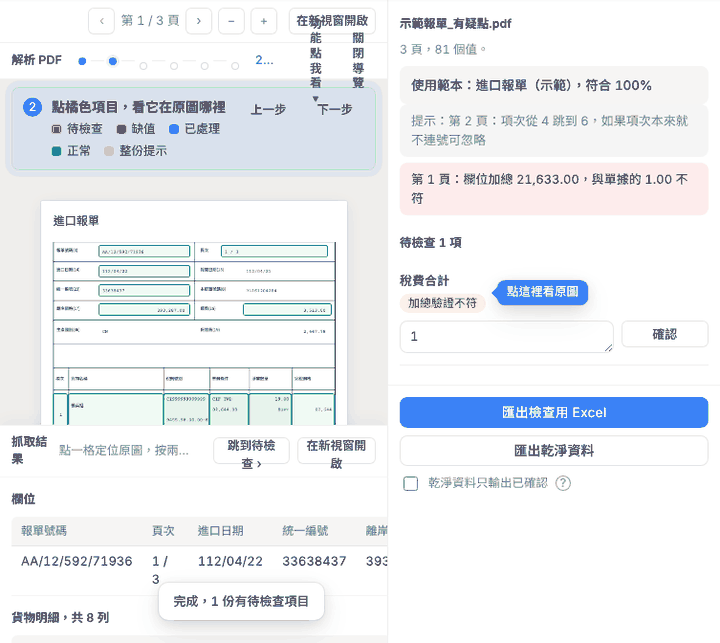 ‹ 第 1 / 3 頁 › − + 在新視窗開啟
解析 PDF
2...
功能點我看 ▾
關閉導覽
2 點橘色項目，看它在原圖哪裡
上一步 下一步
待檢查 缺值 已處理
正常 整份提示
進口報單
AA/12/592/71936
1 / 3
112/04/22
33638437
抓取結果
點一格定位原圖，按兩...
跳到待檢查 ›
在新視窗開啟
欄位
報單號碼 頁次 進口日期 統一編號 離岸
AA/12/592/71936 1 / 3 112/04/22 33638437 393
完成，1 份有待檢查項目
貨物明細，共 8 列
示範報單_有疑點.pdf
3 頁，81 個值。
使用範本：進口報單（示範），符合 100%
提示：第 2 頁：項次從 4 跳到 6，如果項次本來就不連號可忽略
第 1 頁：欄位加總 21,633.00，與單據的 1.00 不符
待檢查 1 項
稅費合計
加總驗證不符
點這裡看原圖
1
確認
匯出檢查用 Excel
匯出乾淨資料
乾淨資料只輸出已確認 ?